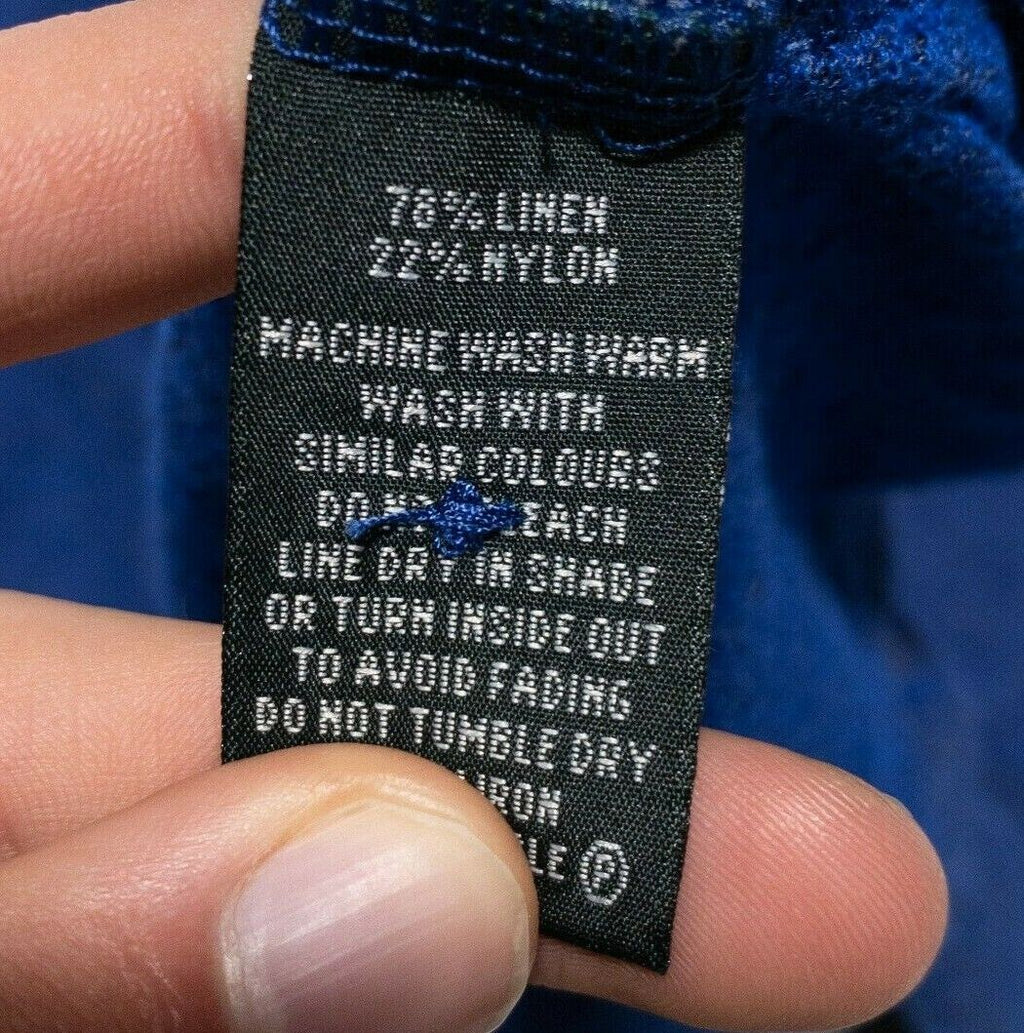 78% LINEN
22% NYLON
MACHINE WASH WARM
WASH WITH
SIMILAR COLOURS
DO
LINE DRY IN SHADE
OR TURN INSIDE OUT
TO AVOID FADING
DO NOT TUMBLE DRY
P